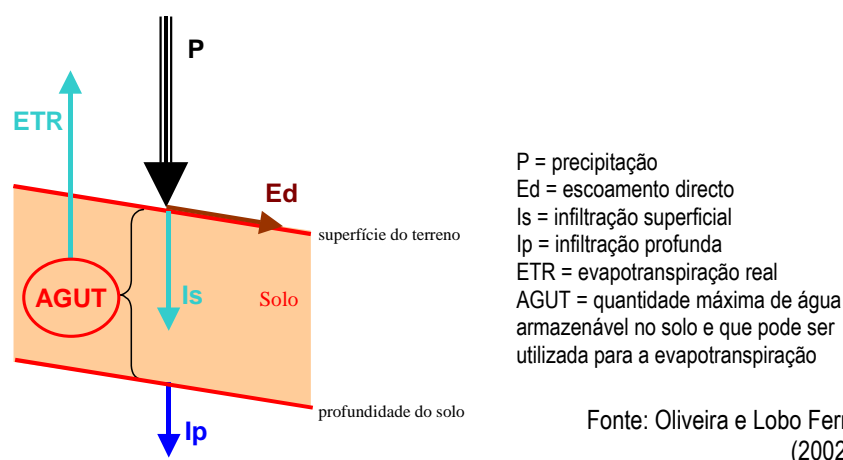 P
ETR
Ed
superfície do terreno
AGUT
Is
Solo
profundidade do solo
Ip
P = precipitação
Ed = escoamento directo
Is = infiltração superficial
Ip = infiltração profunda
ETR = evapotranspiração real
AGUT = quantidade máxima de água
armazenável no solo e que pode ser
utilizada para a evapotranspiração
Fonte: Oliveira e Lobo Ferr
(2002